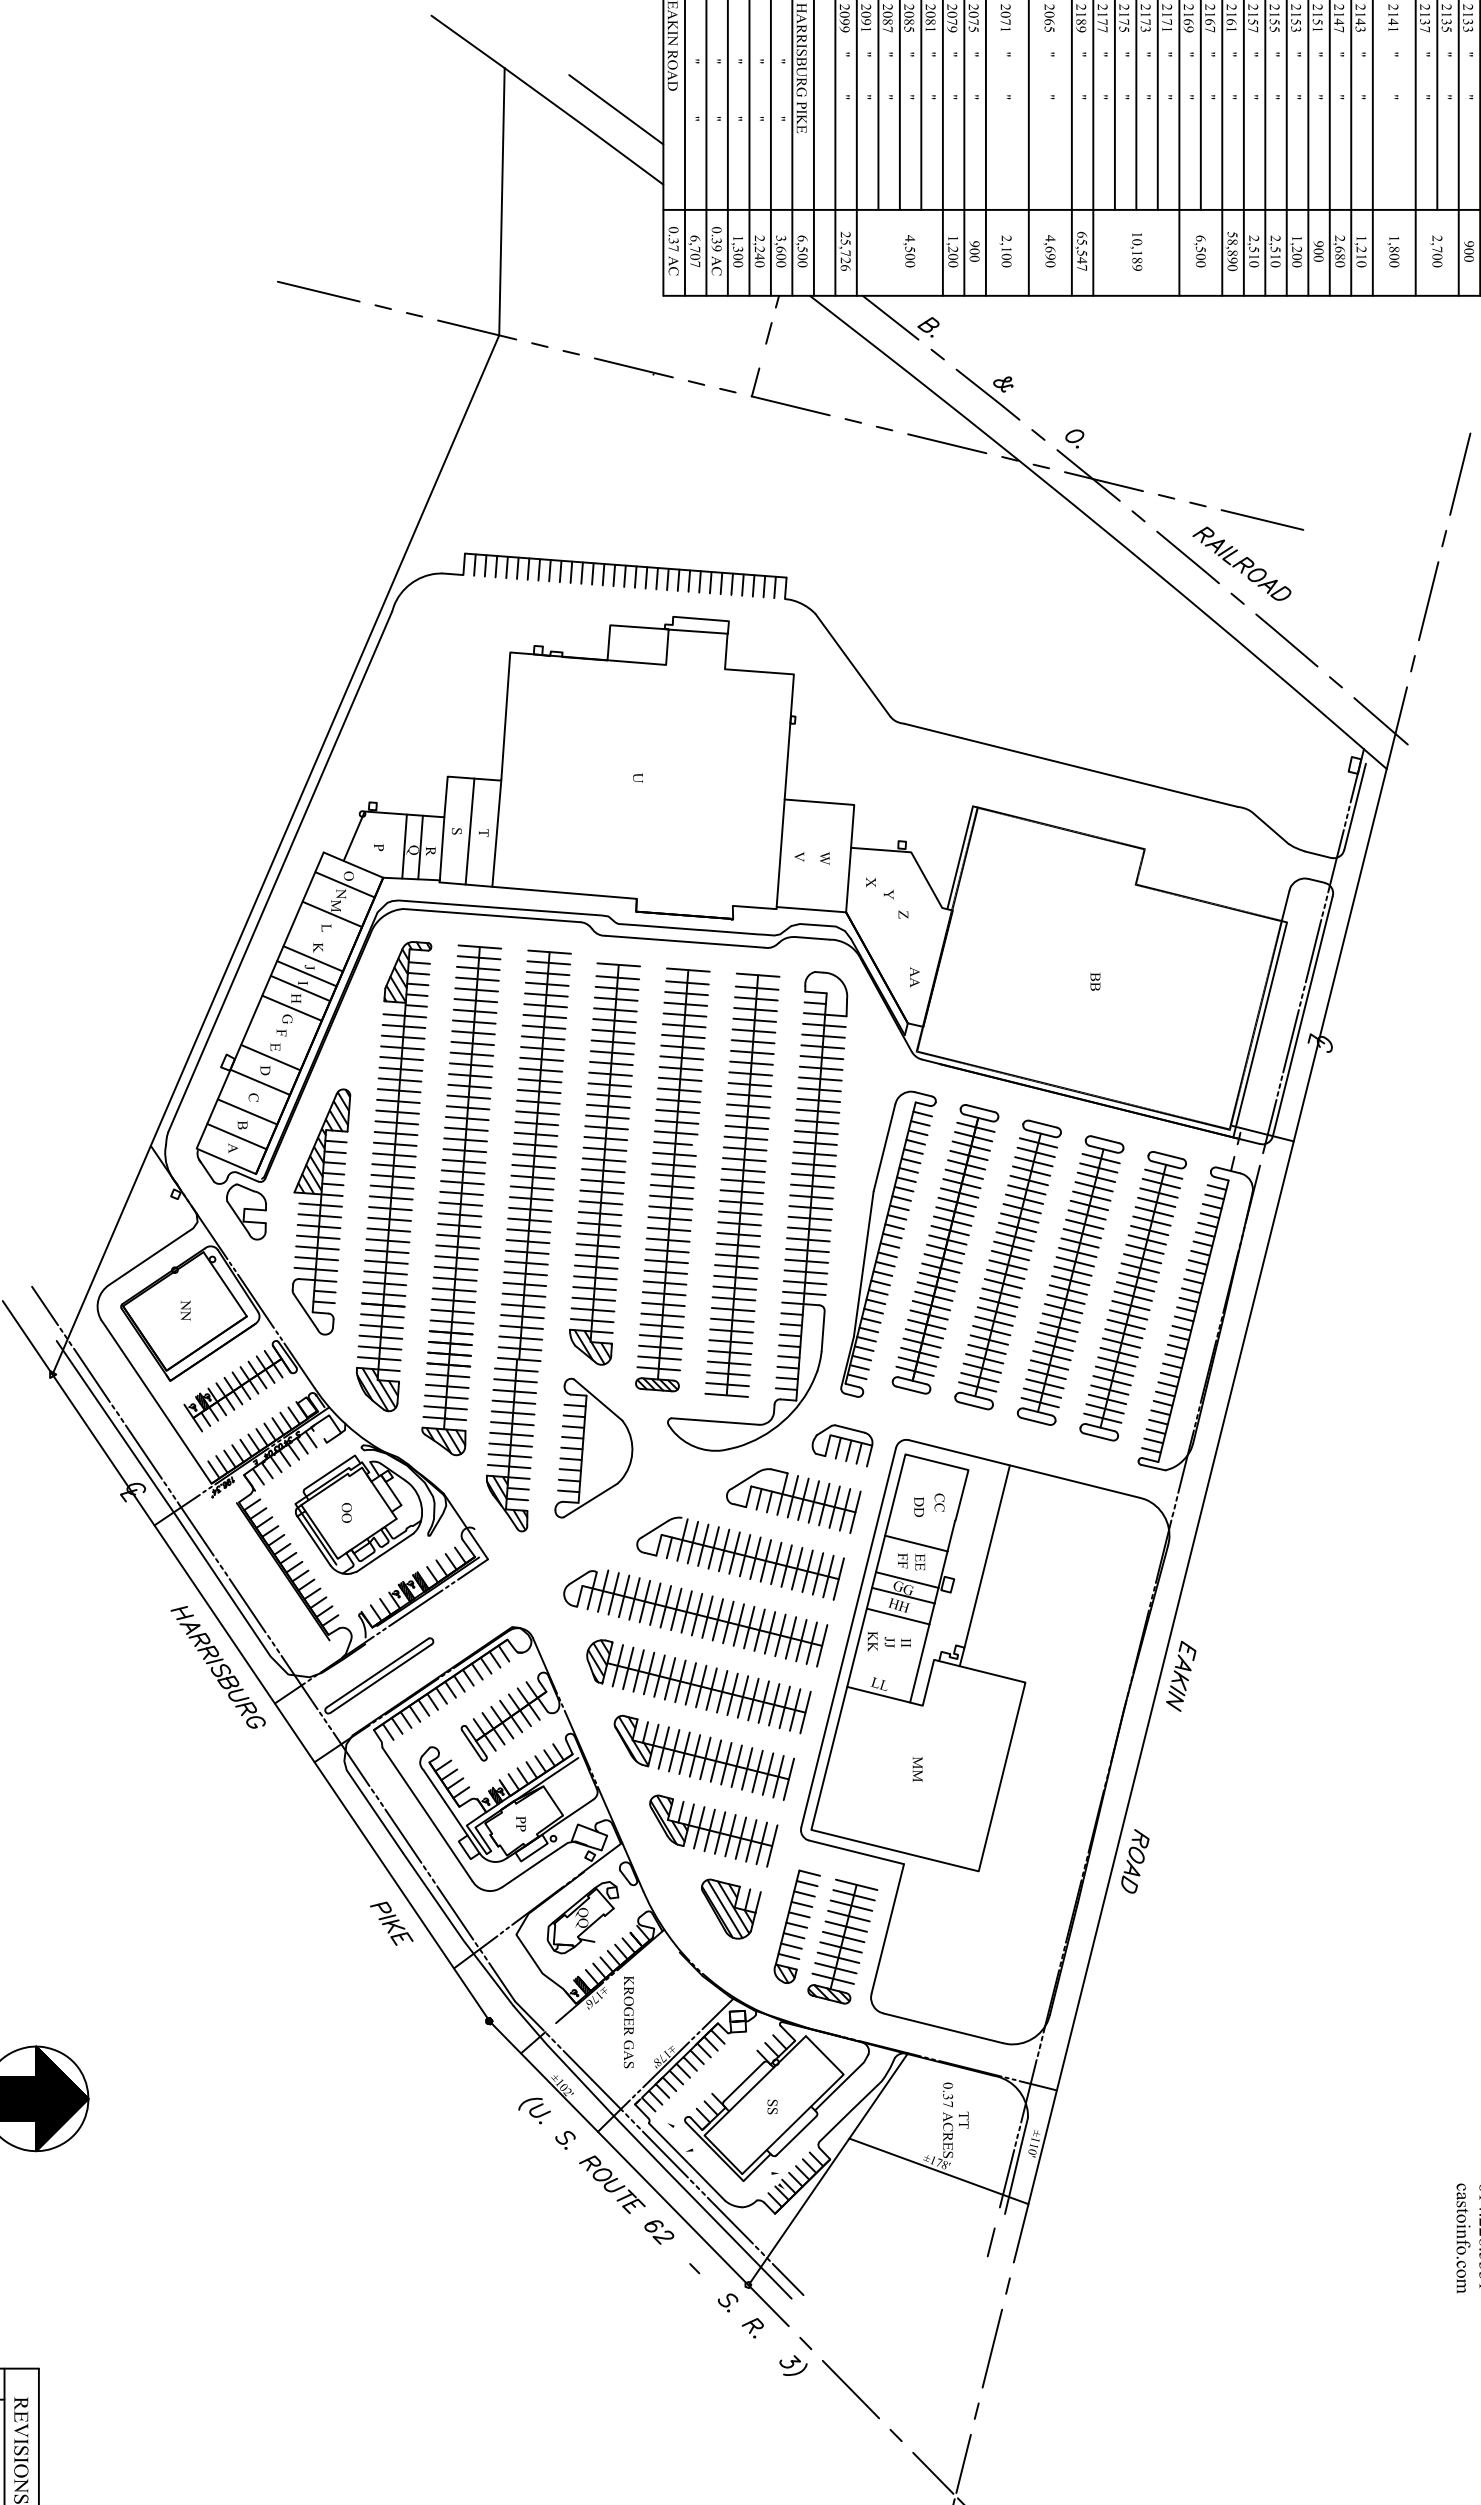 2133 " " 900
2135 " "
2137 " " 2,700
2141 " " 1,800
2143 " " 1,210
2147 " " 2,680
2151 " " 900
2153 " " 1,200
2155 " " 2,510
2157 " " 2,510
2161 " " 58,890
2167 " " 6,500
2169 " "
2171 " "
2173 " " 10,189
2175 " "
2177 " "
2189 " " 65,547
2065 " " 4,690
2071 " " 2,100
2075 " " 900
2079 " " 1,200
2081 " "
2085 " " 4,500
2087 " "
2091 " "
2099 " " 25,726
HARRISBURG PIKE 6,500
" " 3,600
" " 2,240
" " 1,300
" " 0.39 AC
" " 6,707
EAKIN ROAD 0.37 AC
castoinfo.com
B. & O. RAILROAD
EAKIN ROAD
HARRISBURG PIKE
(U. S. ROUTE 62 - S. R. 3)
A
B
C
D
E
F
G
H
I
J
K
L
M
N
O
P
Q
R
S
T
U
V
W
X
Y
Z
AA
BB
CC
DD
EE
FF
GG
HH
II
JJ
KK
LL
MM
NN
OO
PP
QQ
KROGER GAS
±176'
±178'
±102'
SS
TT
0.37 ACRES
±178'
±110'
REVISIONS